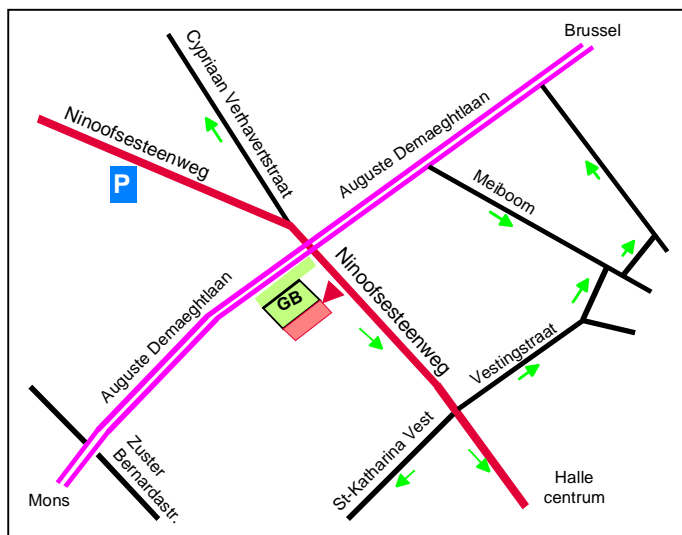 Brussel
Cypriaan Verhavertstraat
Ninoofsesteenweg
Auguste Demaeghtlaan
P
Meiboom
Ninoofsesteenweg
GB
Auguste Demaeghtlaan
Vestingstraat
St-Katharina Vest
Zuster
Bernardastr.
Mons
Halle
centrum